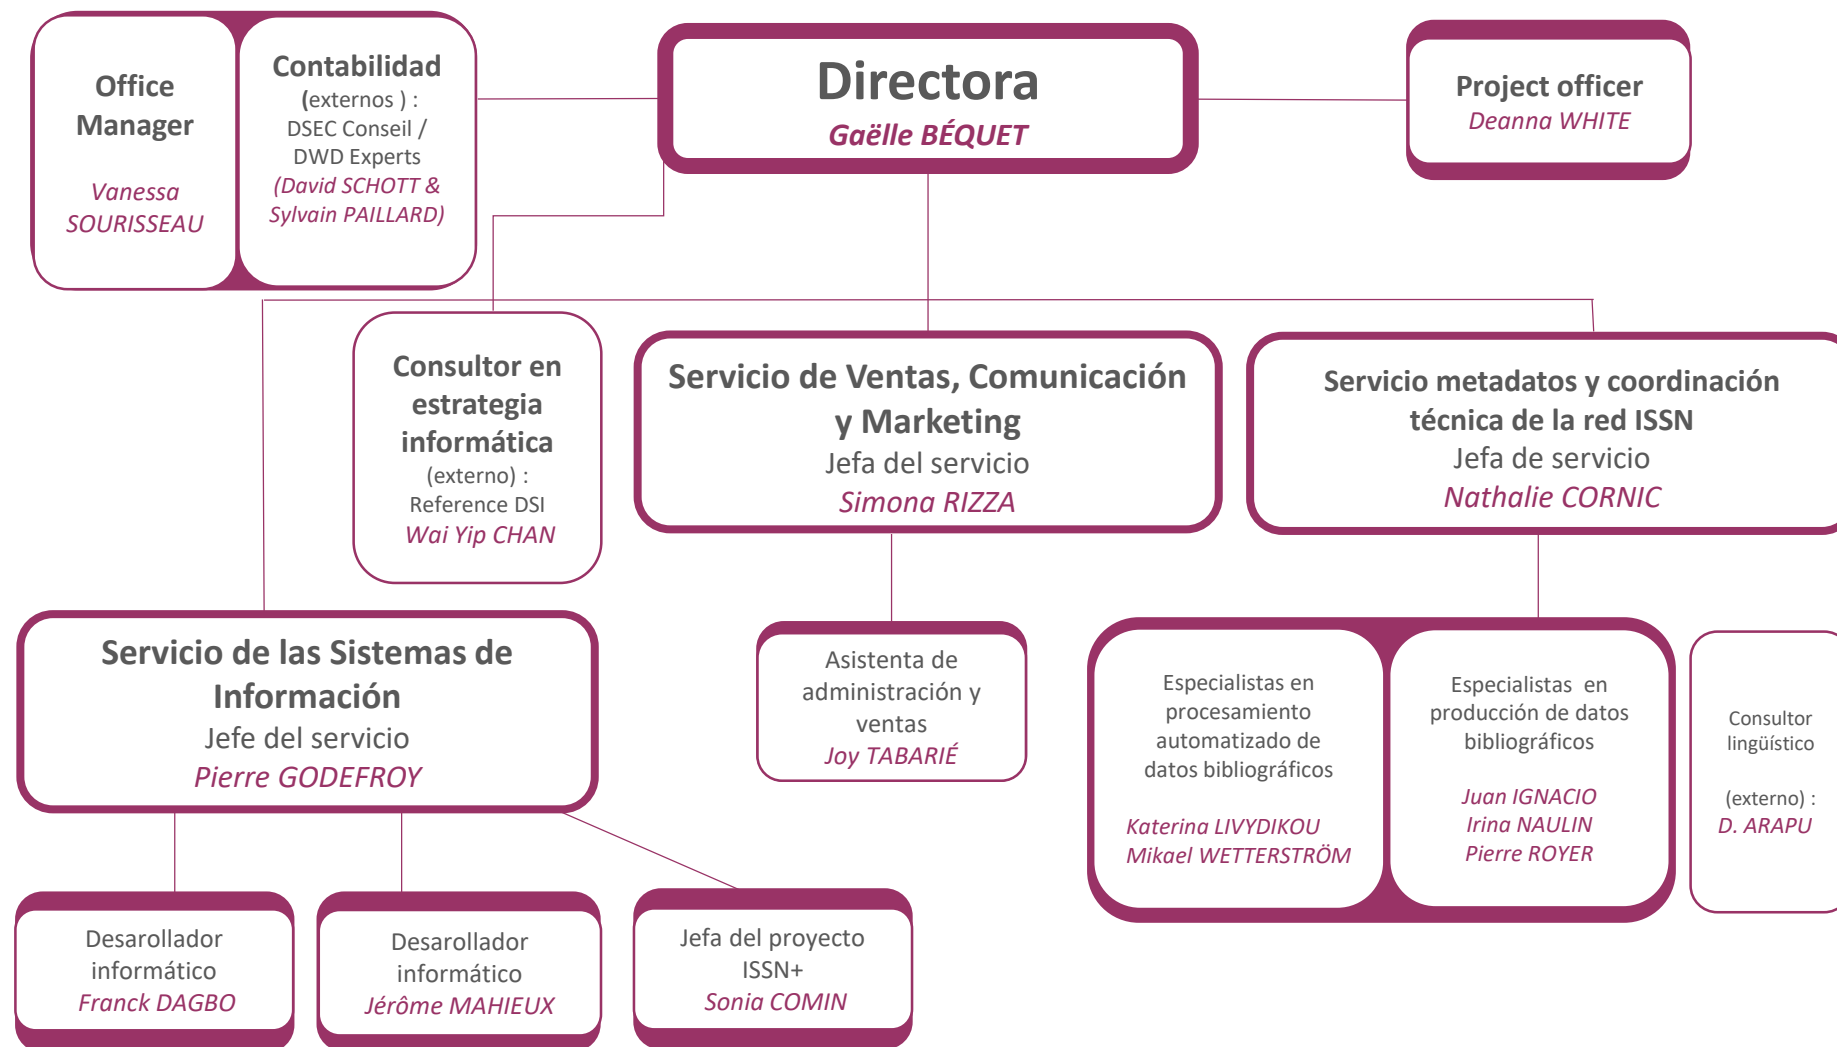 Office
Manager
Vanessa
SOURISSEAU
Contabilidad
(externos ) :
DSEC Conseil /
DWD Experts
(David SCHOTT &
Sylvain PAILLARD)
Directora
Gaëlle BÉQUET
Project officer
Deanna WHITE
Consultor en
estrategia
informática
(externo) :
Reference DSI
Wai Yip CHAN
Servicio de Ventas, Comunicación
y Marketing
Jefa del servicio
Simona RIZZA
Servicio metadatos y coordinación
técnica de la red ISSN
Jefa de servicio
Nathalie CORNIC
Servicio de las Sistemas de
Información
Jefe del servicio
Pierre GODEFROY
Asistenta de
administración y
ventas
Joy TABARIÉ
Especialistas en
procesamiento
automatizado de
datos bibliográficos
Katerina LIVYDIKOU
Mikael WETTERSTRÖM
Especialistas  en
producción de datos
bibliográficos
Juan IGNACIO
Irina NAULIN
Pierre ROYER
Consultor
lingüístico
(externo) :
D. ARAPU
Desarollador
informático
Franck DAGBO
Desarollador
informático
Jérôme MAHIEUX
Jefa del proyecto
ISSN+
Sonia COMIN